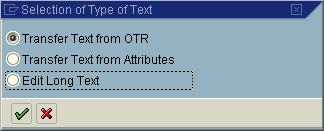 Selection of Type of Text
Transfer Text from OTR
Transfer Text from Attributes
Edit Long Text